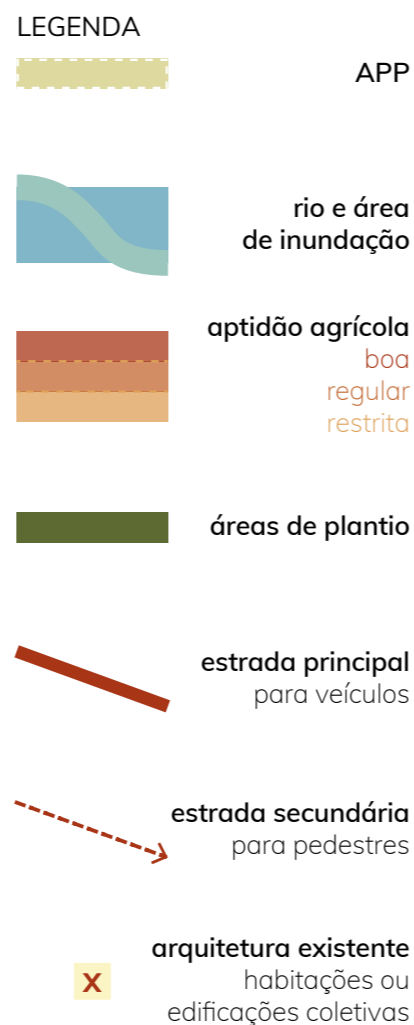 LEGENDA
APP
rio e área
de inundação
aptidão agrícola
boa
regular
restrita
áreas de plantio
estrada principal
para veículos
estrada secundária
para pedestres
arquitetura existente
x
habitações ou
edificações coletivas